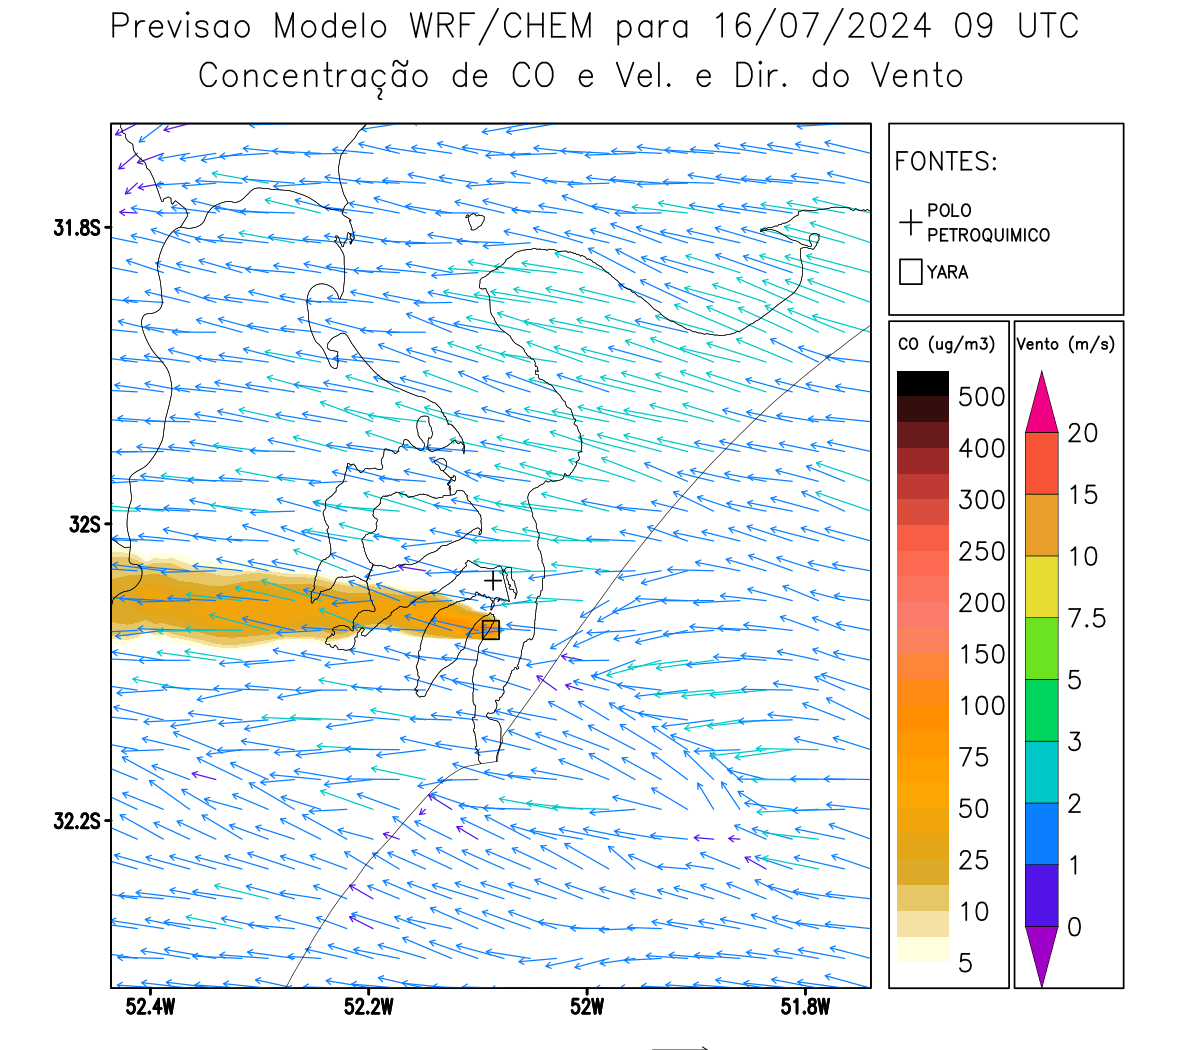 Previsao Modelo WRF/CHEM para 16/07/2024 09 UTC
Concentração de CO e Vel. e Dir. do Vento
FONTES:
POLO
PETROQUIMICO
YARA
CO (ug/m3)
500
400
300
250
200
150
100
75
50
25
10
5
Vento (m/s)
20
15
10
7.5
5
3
2
1
0
31.8S
32S
32.2S
52.4W 52.2W 52W 51.8W